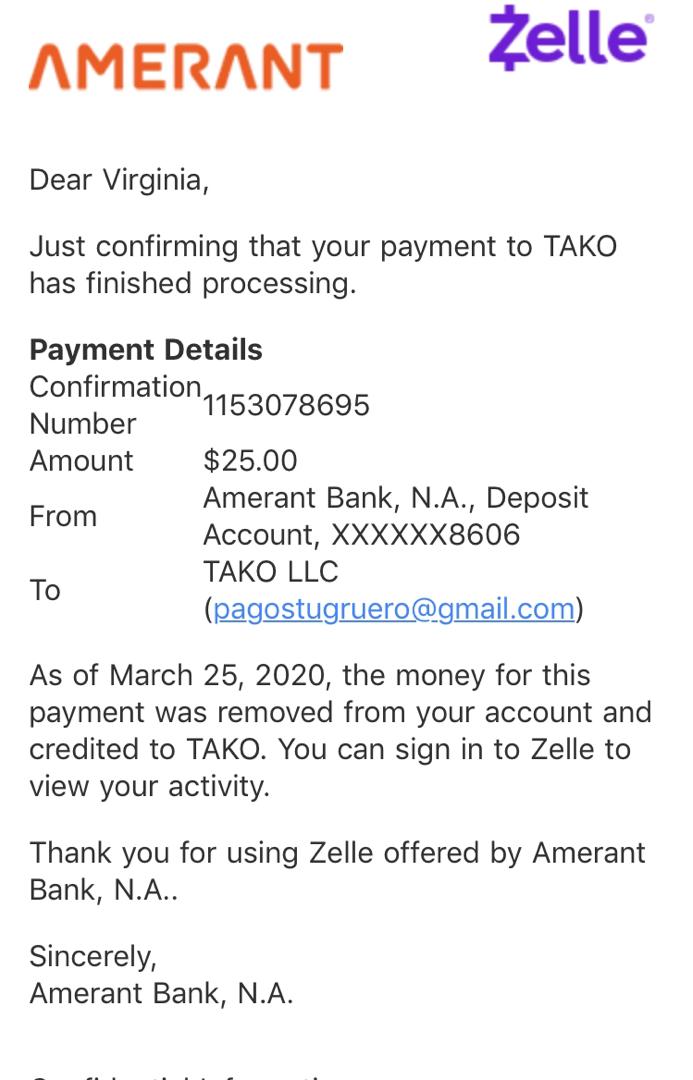 AMERANT
Zelle®
Dear Virginia,
Just confirming that your payment to TAKO
has finished processing.
Payment Details
Confirmation
Number
1153078695
Amount $25.00
From
Amerant Bank, N.A., Deposit
Account, XXXXXX8606
To
TAKO LLC
(pagostugruero@gmail.com)
As of March 25, 2020, the money for this
payment was removed from your account and
credited to TAKO. You can sign in to Zelle to
view your activity.
Thank you for using Zelle offered by Amerant
Bank, N.A..
Sincerely,
Amerant Bank, N.A.